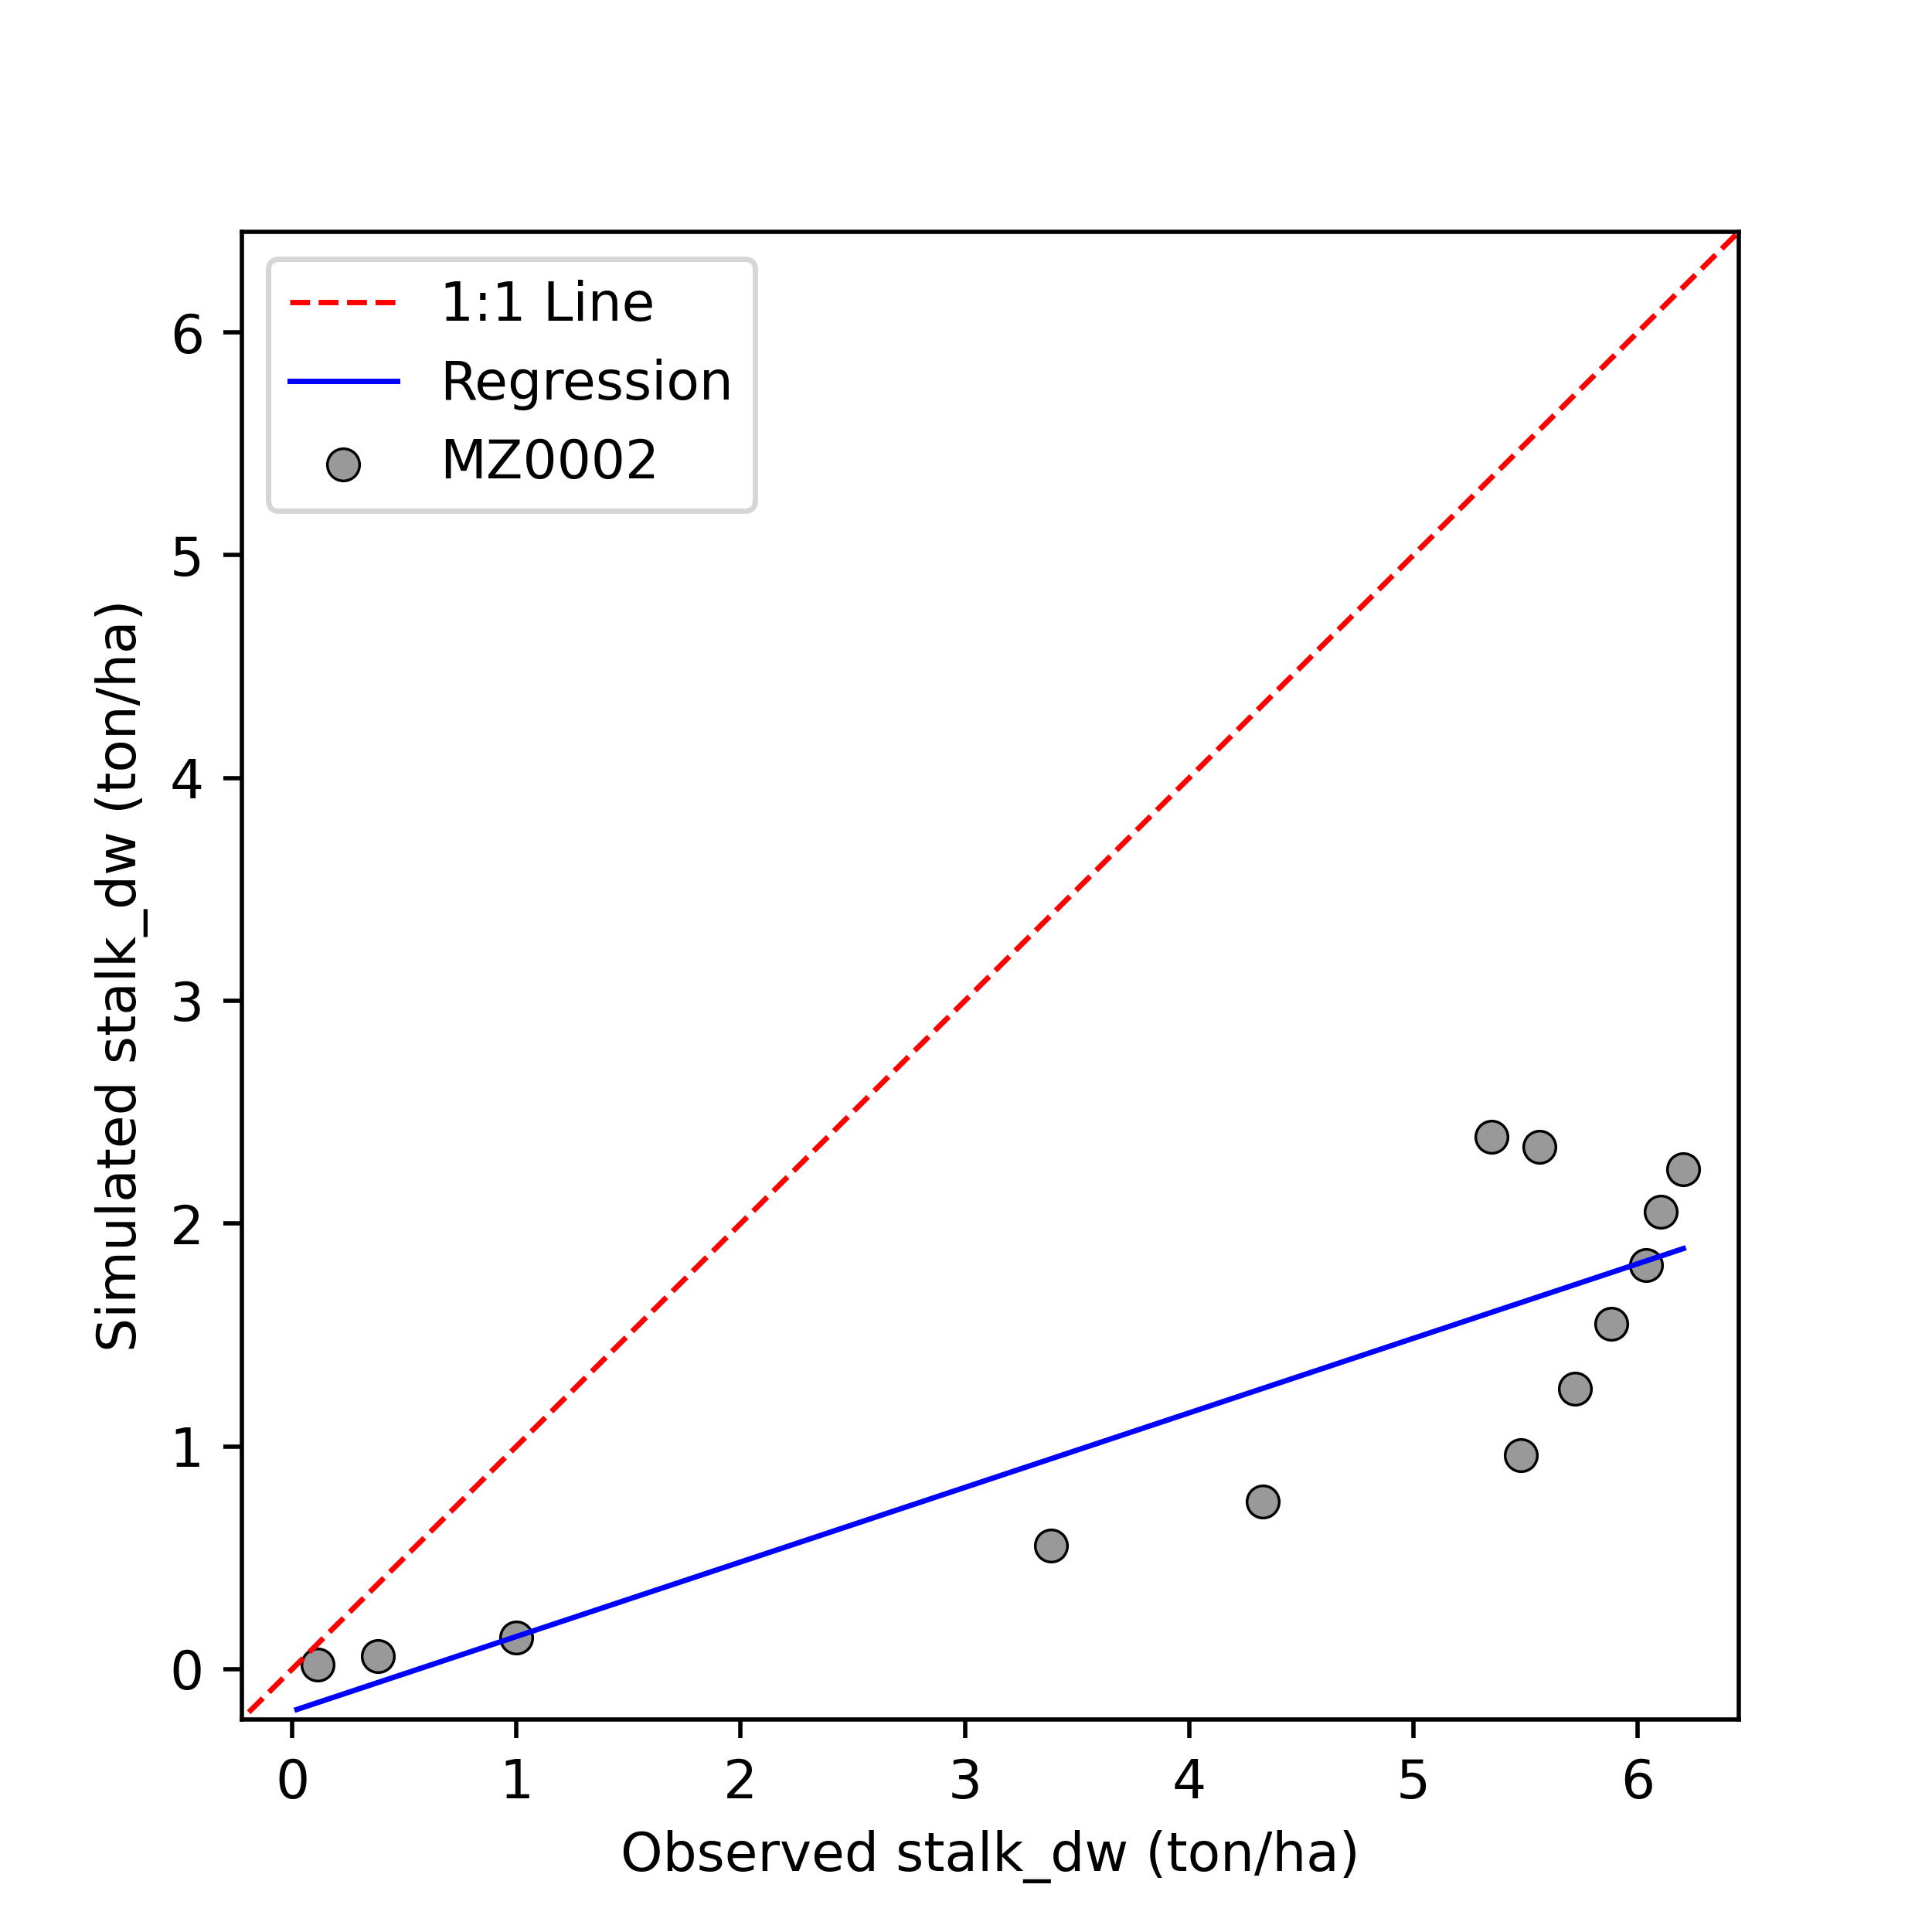 1:1 Line
Regression
MZ0002
6
5
4
3
2
1
0
Simulated stalk_dw (ton/ha)
0 1 2 3 4 5 6
Observed stalk_dw (ton/ha)